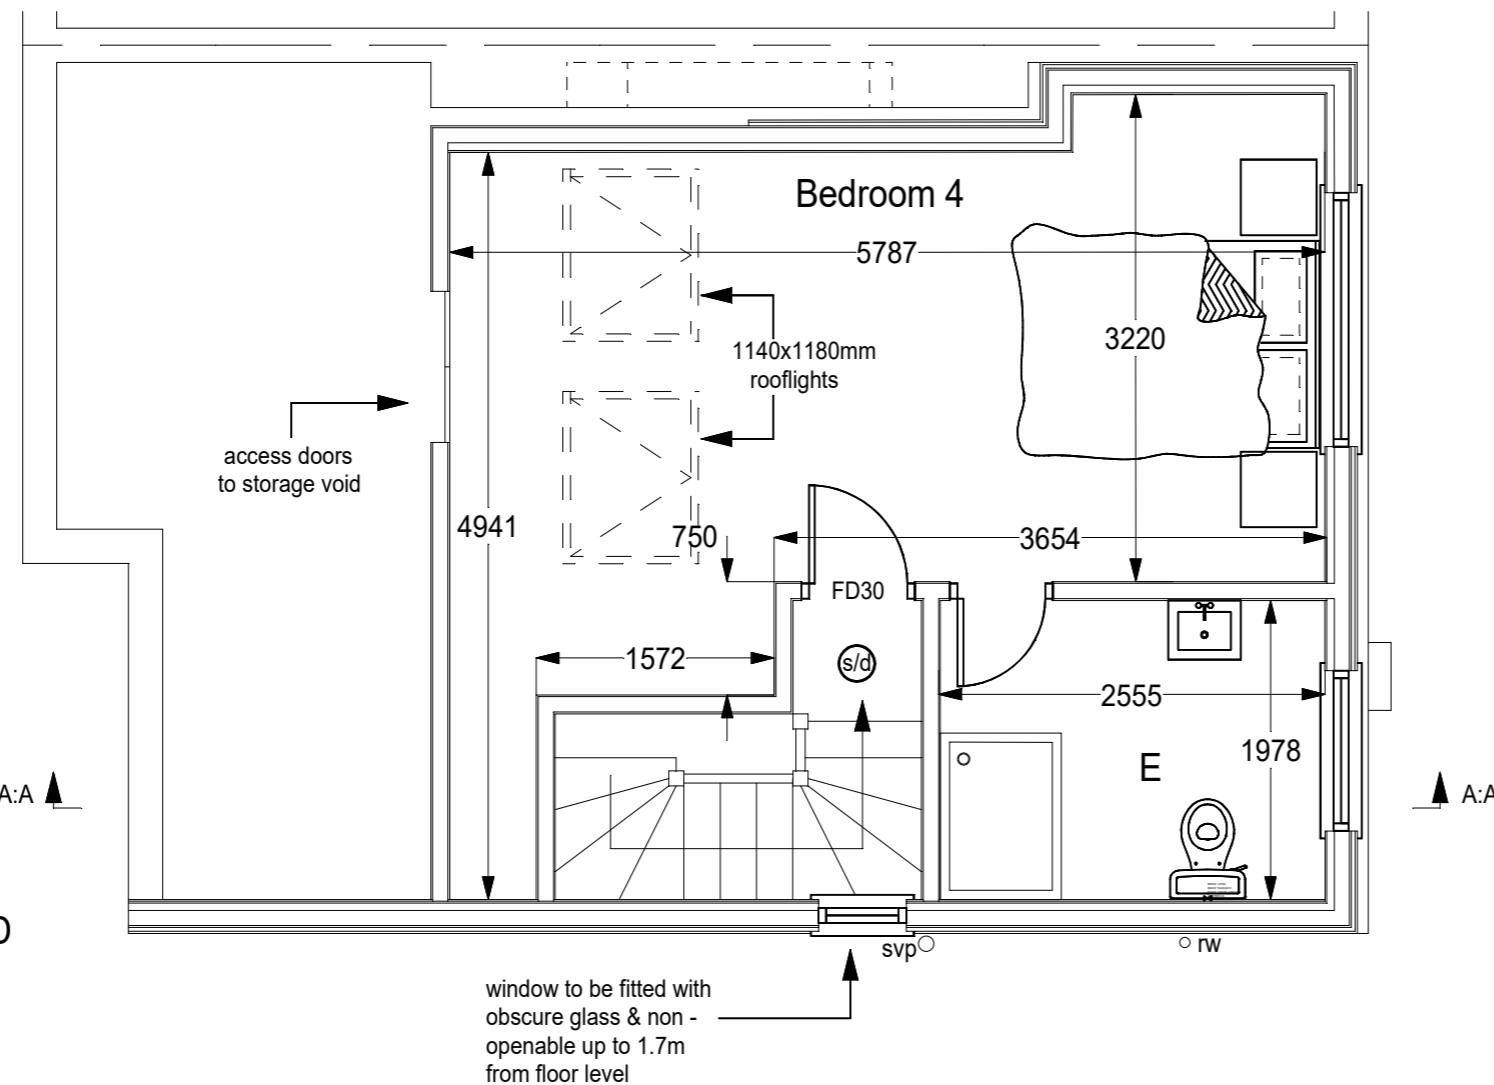 Bedroom 4
5787
3220
1140x1180mm
rooflights
access doors
to storage void
4941
750
3654
FD30
1572
s/d
2555
1978
E
A:A
A:A
svp
rw
window to be fitted with
obscure glass & non -
openable up to 1.7m
from floor level